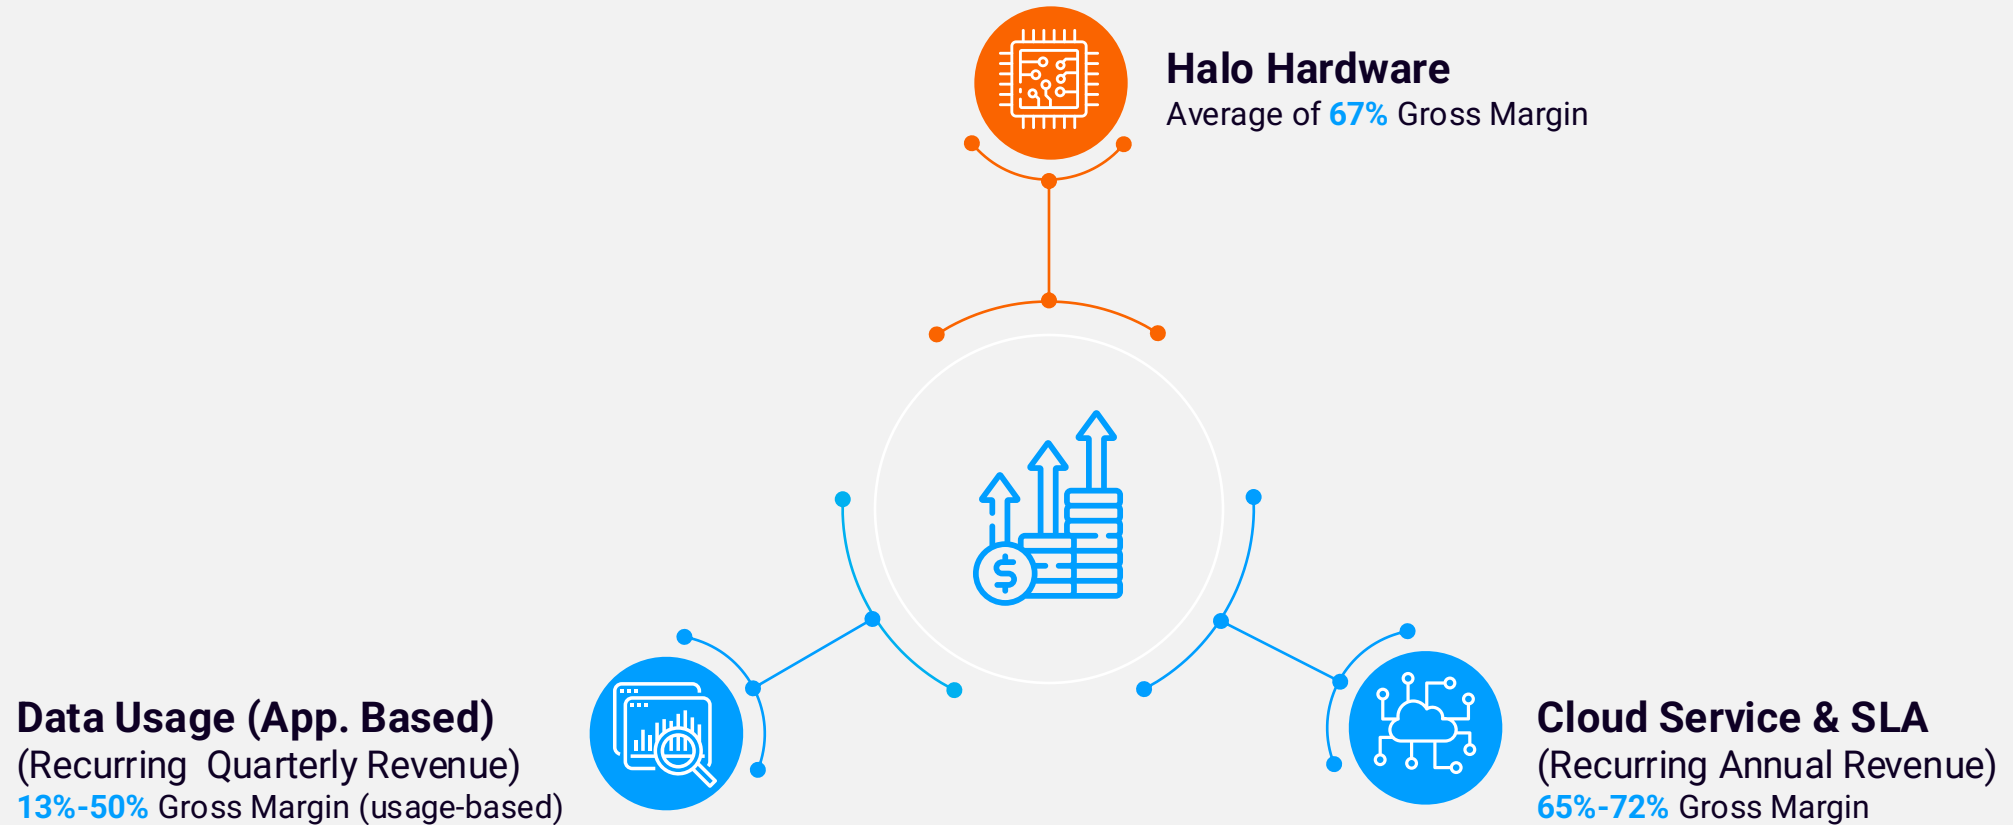 Halo Hardware
Average of 67% Gross Margin
$
Data Usage (App. Based)
(Recurring Quarterly Revenue)
13%-50% Gross Margin (usage-based)
Cloud Service & SLA
(Recurring Annual Revenue)
65%-72% Gross Margin